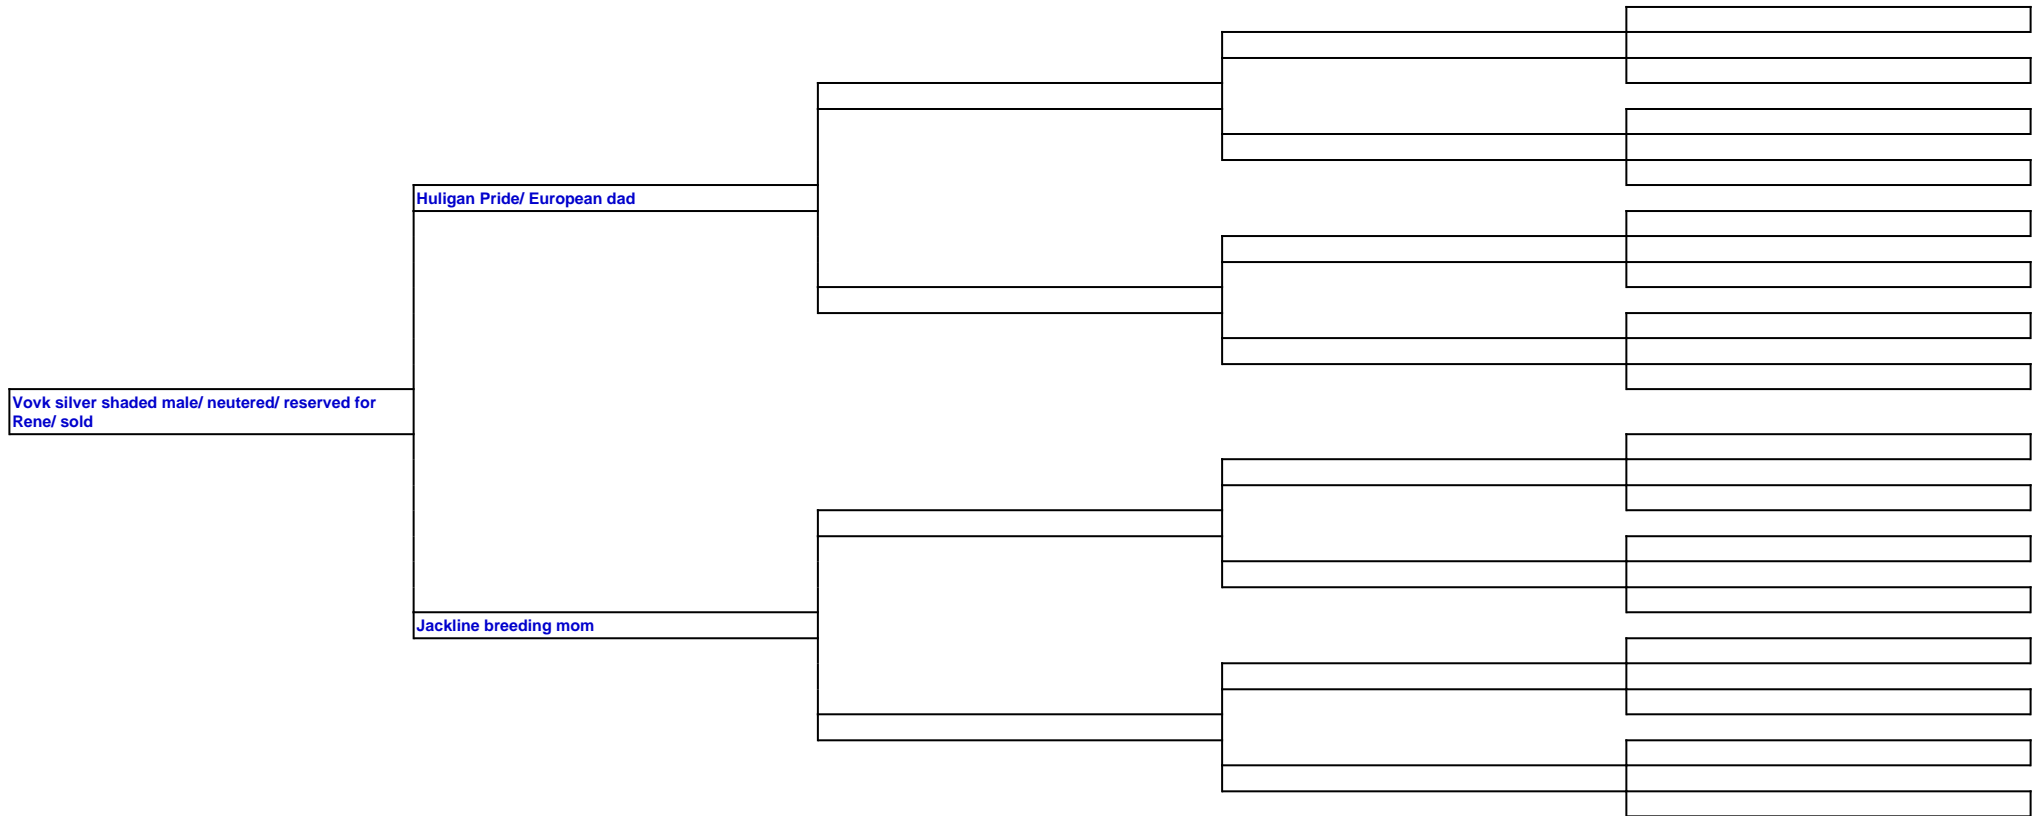 Huligan Pride/ European dad
Vovk silver shaded male/ neutered/ reserved for
Rene/ sold
Jackline breeding mom